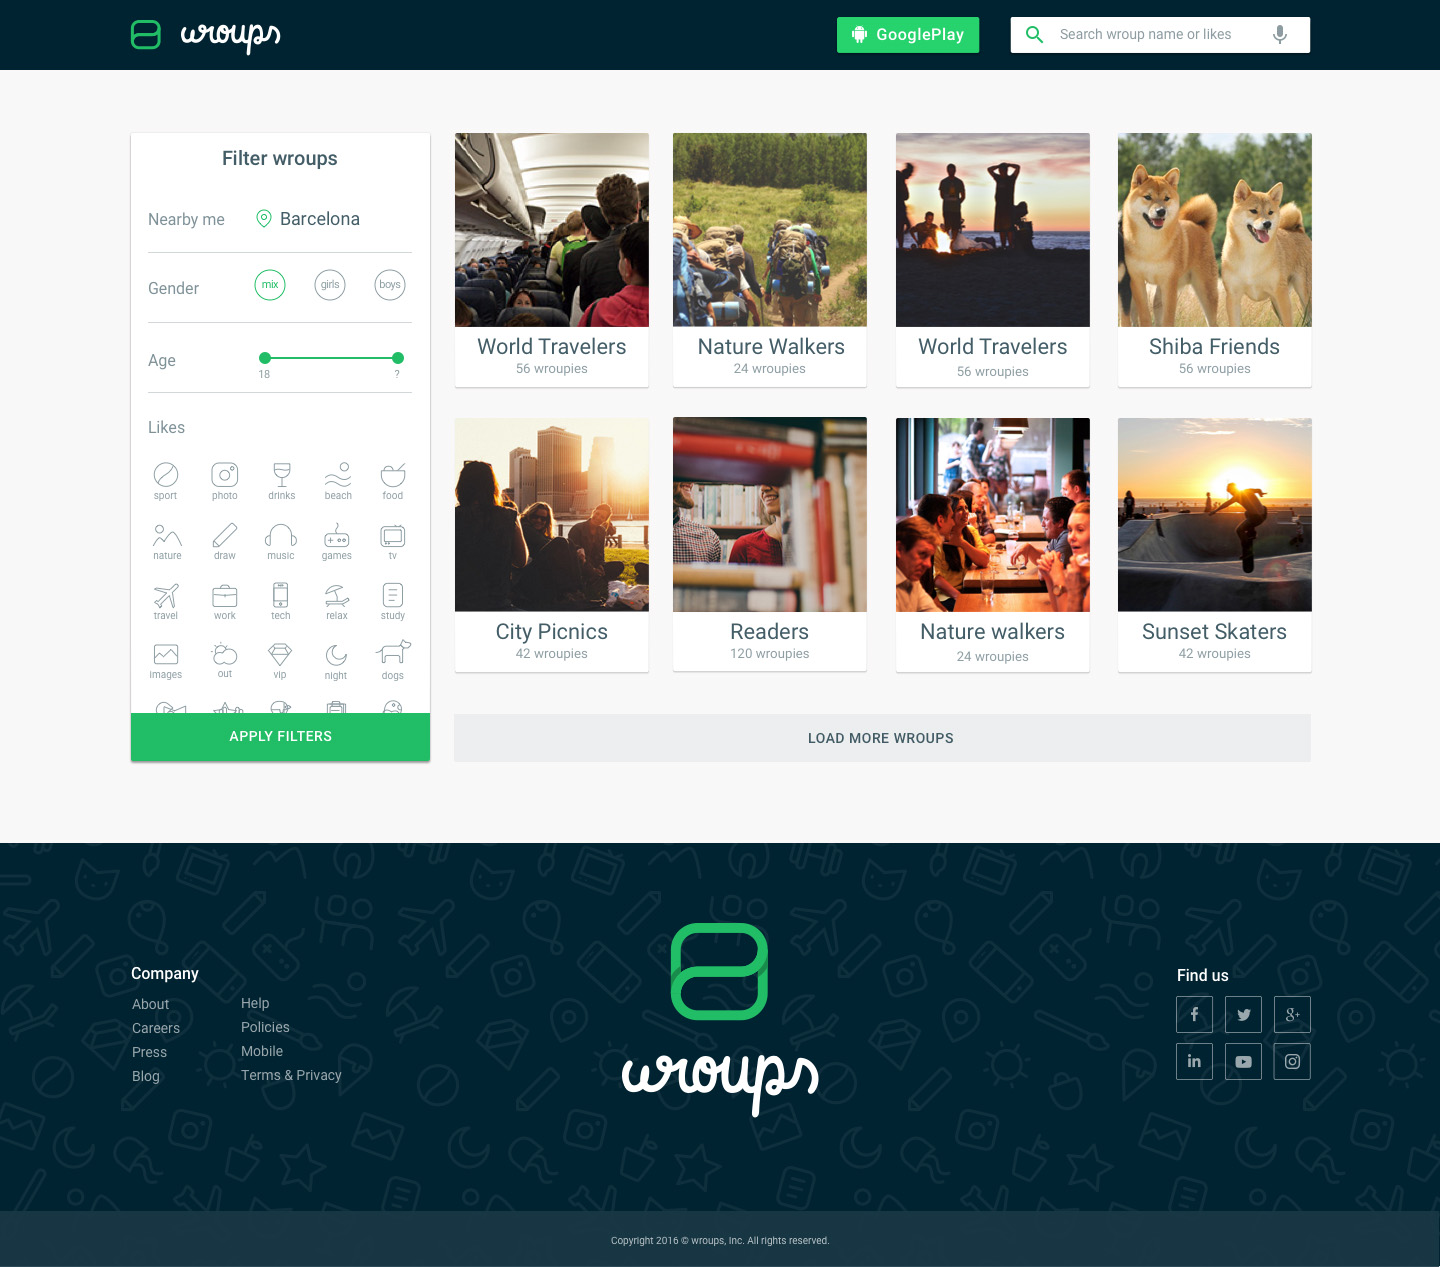 wroups
GooglePlay
Search wroup name or likes
Filter wroups
Nearby me
Barcelona
Gender
mix
girls
boys
Age
18
?
Likes
sport
photo
drinks
beach
food
nature
draw
music
games
tv
travel
work
tech
relax
study
images
out
vip
night
dogs
APPLY FILTERS
World Travelers
56 wroupies
Nature Walkers
24 wroupies
World Travelers
56 wroupies
Shiba Friends
56 wroupies
City Picnics
42 wroupies
Readers
120 wroupies
Nature walkers
24 wroupies
Sunset Skaters
42 wroupies
LOAD MORE WROUPS
Company
About
Careers
Press
Blog
Help
Policies
Mobile
Terms & Privacy
wroups
Find us
f
g+
in
Copyright 2016 © wroups, Inc. All rights reserved.